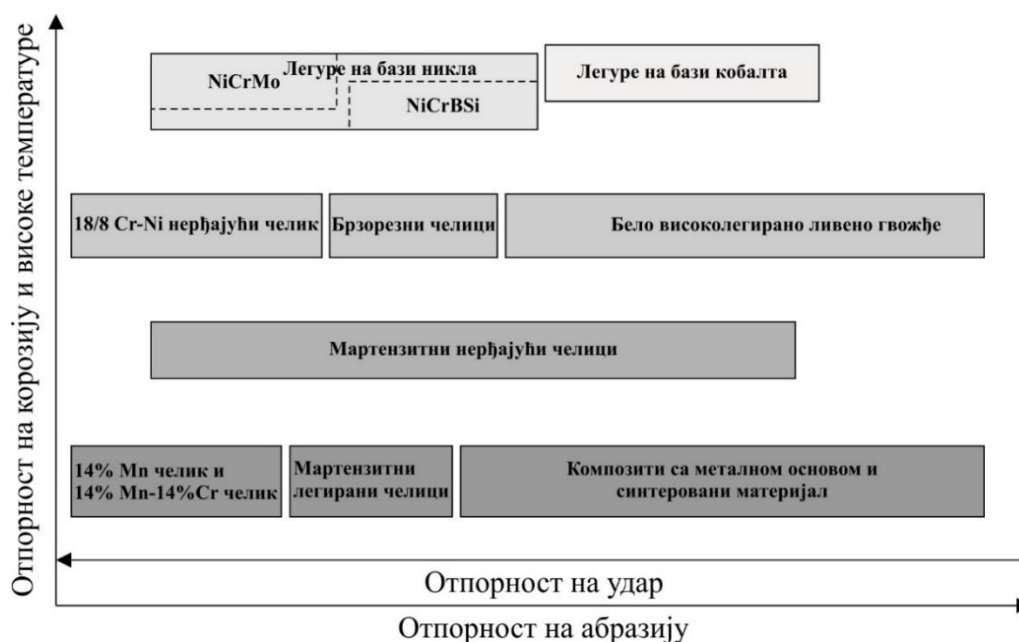 Отпорност на корозију и високе температуре
Легуре на бази никла
NiCrMo
NiCrBSi
Легуре на бази кобалта
18/8 Cr-Ni нерђајући челик
Брзорезни челици
Бело високолегирано ливено гвожђе
Мартензитни нерђајући челици
14% Mn челик и
14% Mn-14%Cr челик
Мартензитни
легирани челици
Композити са металном основом и
синтеровани материјал
Отпорност на удар
Отпорност на абразију